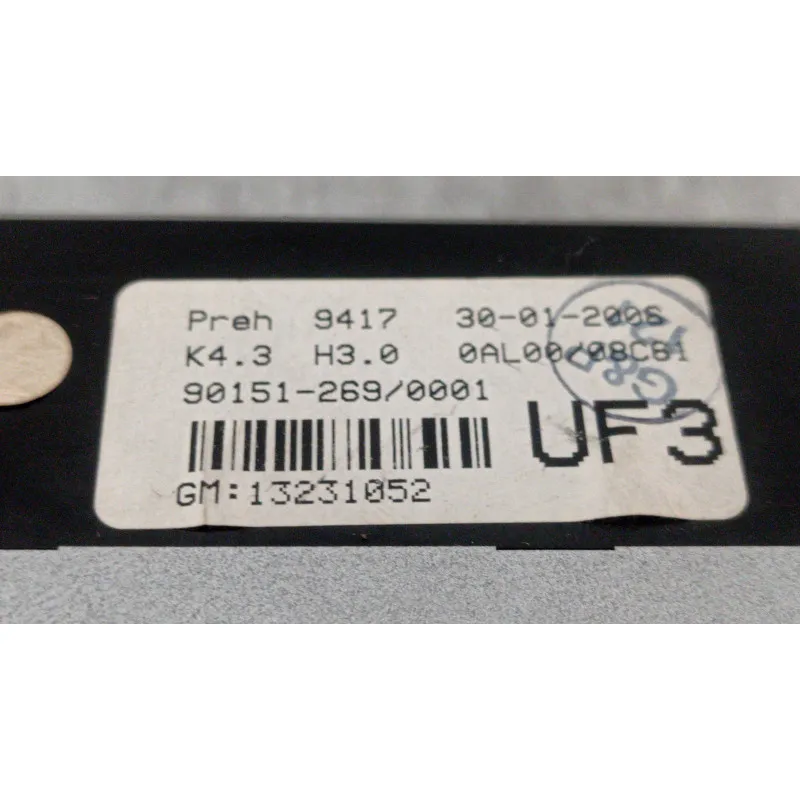 Preh 9417 30-01-2006
K4.3 H3.0 0AL00/08C61
90151-269/0001
UF3
GM:13231052